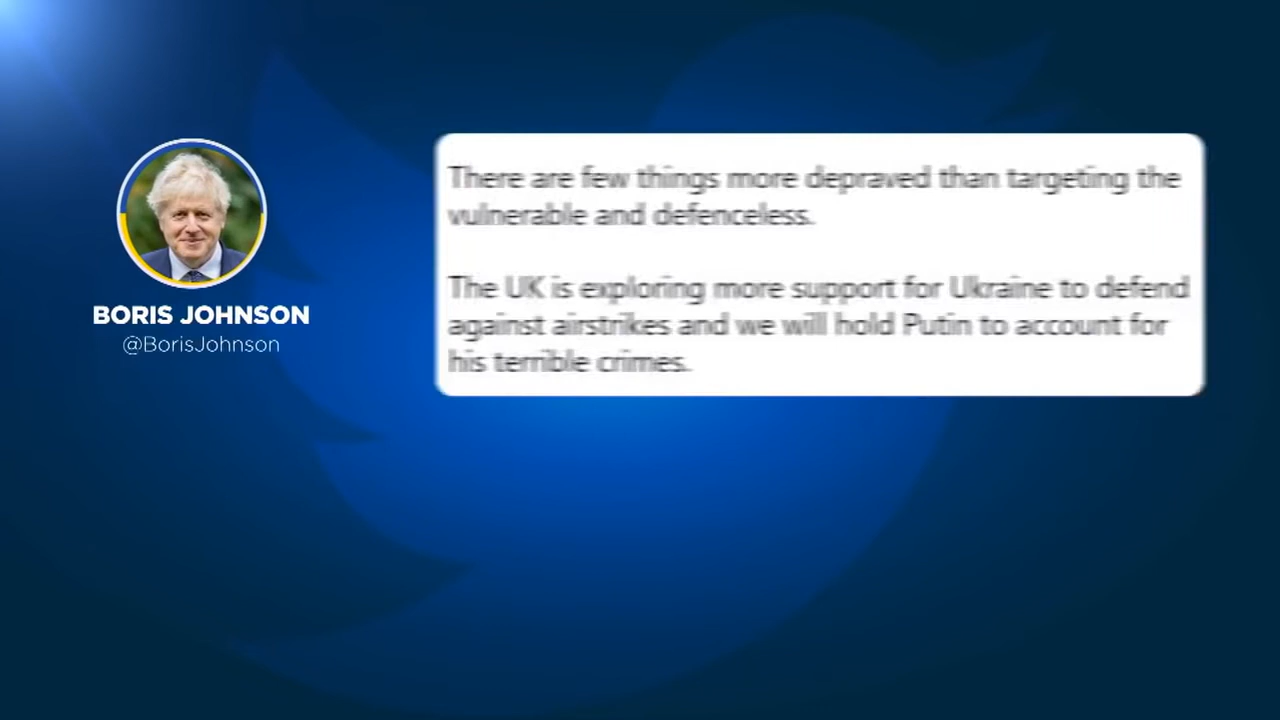 BORIS JOHNSON
@BorisJohnson
There are few things more depraved than targeting the
vulnerable and defenceless.
The UK is exploring more support for Ukraine to defend
against airstrikes and we will hold Putin to account for
his terrible crimes.